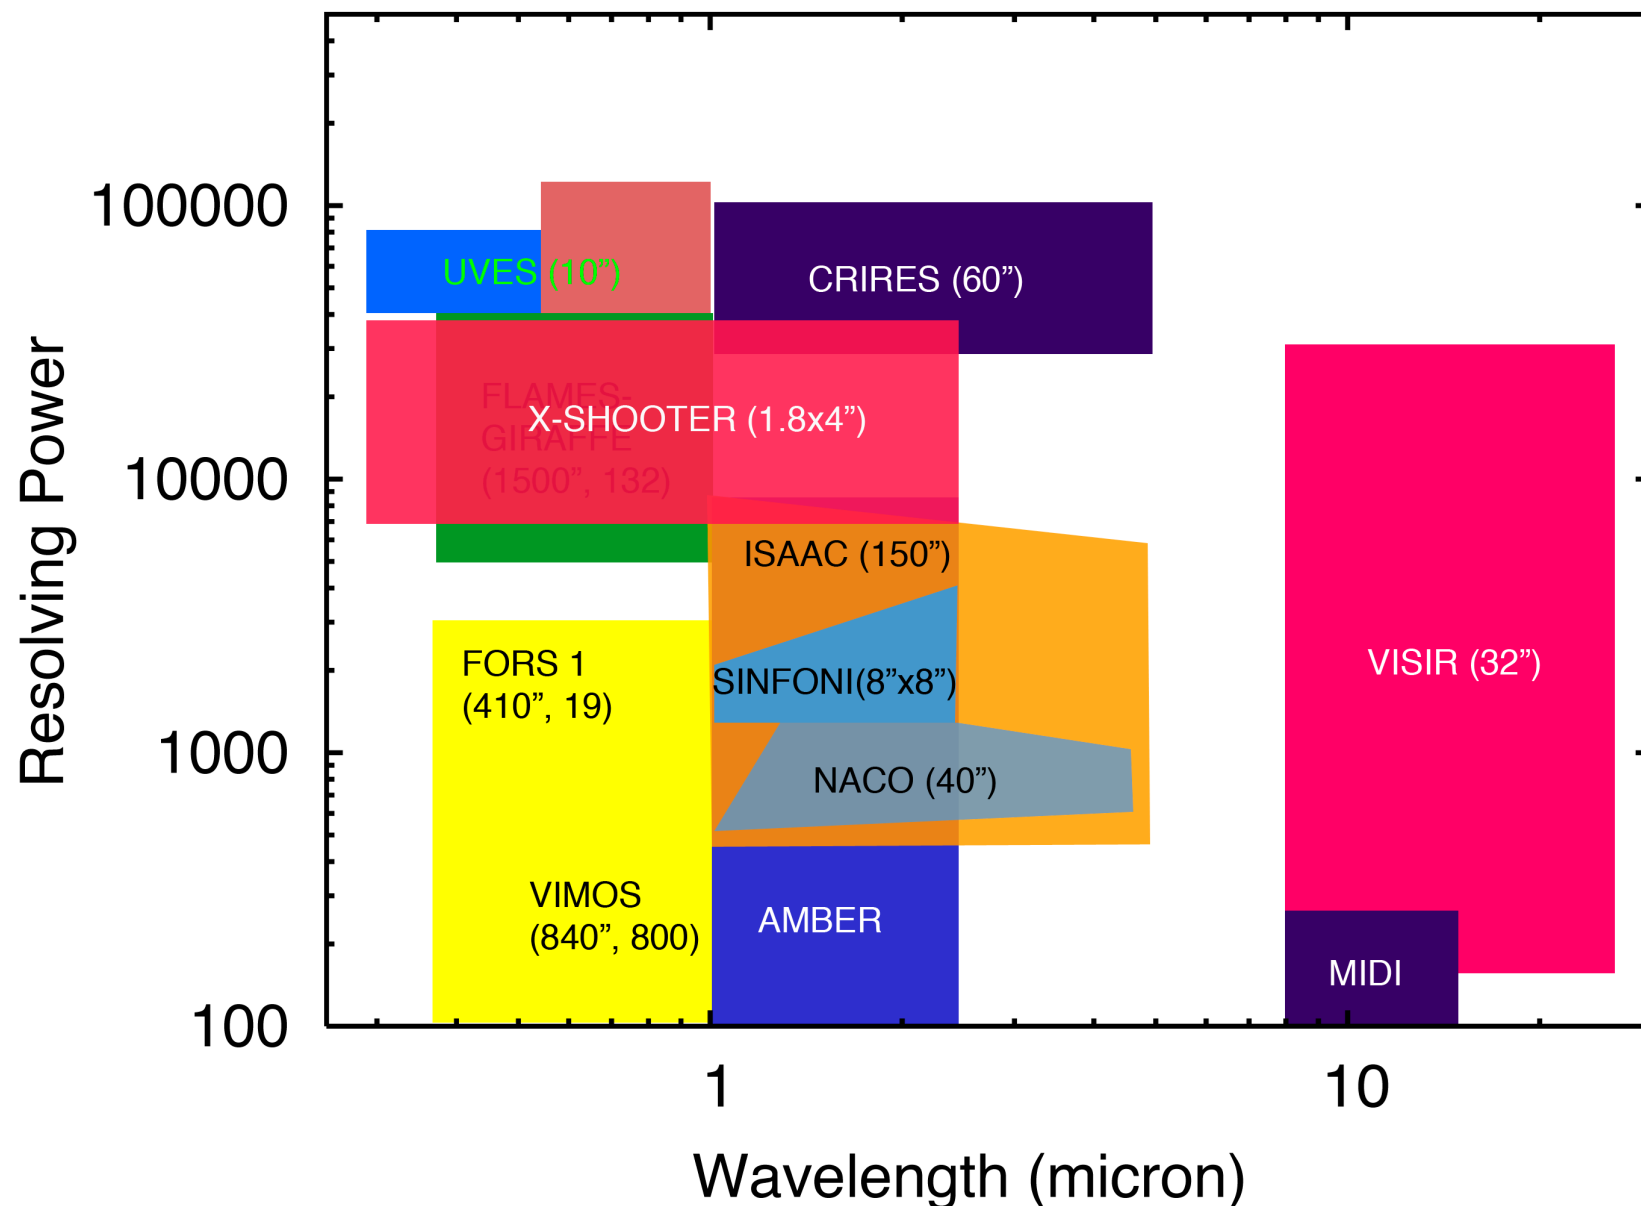 100000
10000
1000
100
Resolving Power
UVES (10”)
CRIRES (60”)
FLAMES-
GIRAFFE
(1500”, 132)
X-SHOOTER (1.8x4”)
ISAAC (150”)
FORS 1
(410”, 19)
SINFONI(8”x8”)
VISIR (32”)
NACO (40”)
VIMOS
(840”, 800)
AMBER
MIDI
1
10
Wavelength (micron)